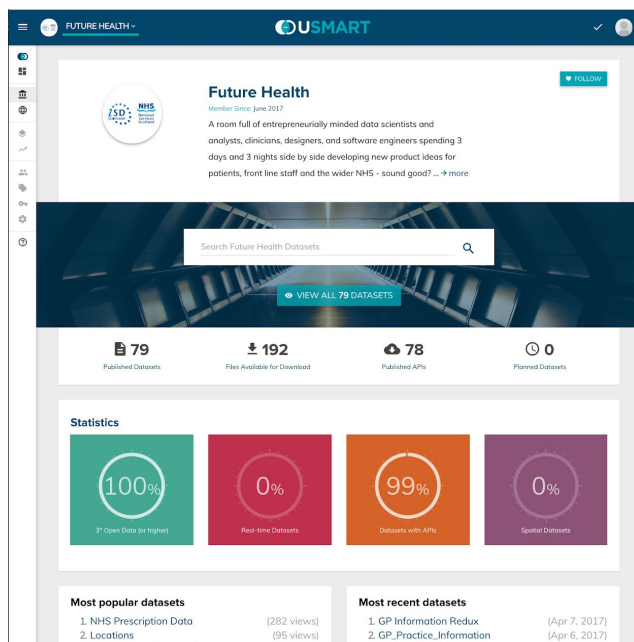 FUTURE HEALTH
USMART
FOLLOW
ISD
SCOTLAND
NHS
National
Services
Scotland
Future Health
Member Since: June 2017
A room full of entrepreneurially minded data scientists and
analysts, clinicians, designers, and software engineers spending 3
days and 3 nights side by side developing new product ideas for
patients, front line staff and the wider NHS - sound good? ... → more
Search Future Health Datasets
VIEW ALL 79 DATASETS
79 192 78 0
Published Datasets Files Available for Download Published APIs Planned Datasets
Statistics
100% 0% 99% 0%
3* Open Data (or higher) Real-time Datasets Datasets with APIs Spatial Datasets
Most popular datasets
1. NHS Prescription Data (282 views)
2. Locations (95 views)
Most recent datasets
1. GP Information Redux (Apr 7, 2017)
2. GP_Practice_Information (Apr 6, 2017)